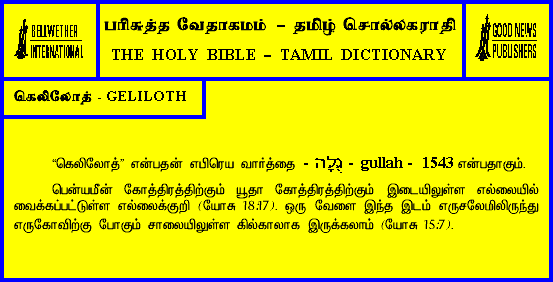 BELLWETHER
INTERNATIONAL
பரிசுத்த வேதாகமம் – தமிழ் சொல்லகராதி
THE HOLY BIBLE – TAMIL DICTIONARY
GOOD NEWS
PUBLISHERS
கெலிலோத் - GELILOTH
“கெலிலோத்” என்பதன் எபிரெய வார்த்தை - גֻּלָּה - gullah - 1543 என்பதாகும்.
பென்யமீன் கோத்திரத்திற்கும் யூதா கோத்திரத்திற்கும் இடையிலுள்ள எல்லையில்
வைக்கப்பட்டுள்ள எல்லைக்குறி (யோசு 18:17). ஒரு வேளை இந்த இடம் எருசலேமிலிருந்து
எருகோவிற்கு போகும் சாலையிலுள்ள கில்காலாக இருக்கலாம் (யோசு 15:7).